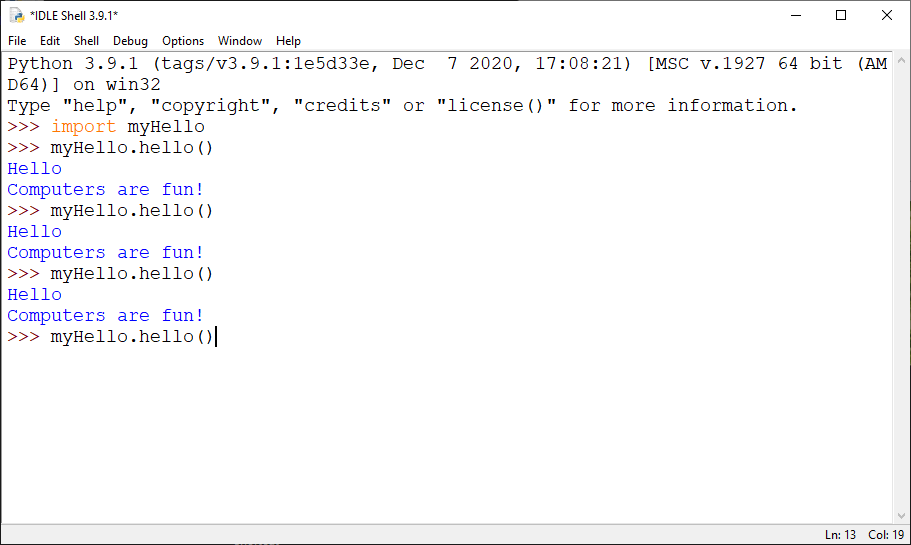 *IDLE Shell 3.9.1*
File Edit Shell Debug Options Window Help
Python 3.9.1 (tags/v3.9.1:1e5d33e, Dec  7 2020, 17:08:21) [MSC v.1927 64 bit (AM
D64)] on win32
Type "help", "copyright", "credits" or "license()" for more information.
>>> import myHello
>>> myHello.hello()
Hello
Computers are fun!
>>> myHello.hello()
Hello
Computers are fun!
>>> myHello.hello()
Hello
Computers are fun!
>>> myHello.hello()
Ln: 13 Col: 19